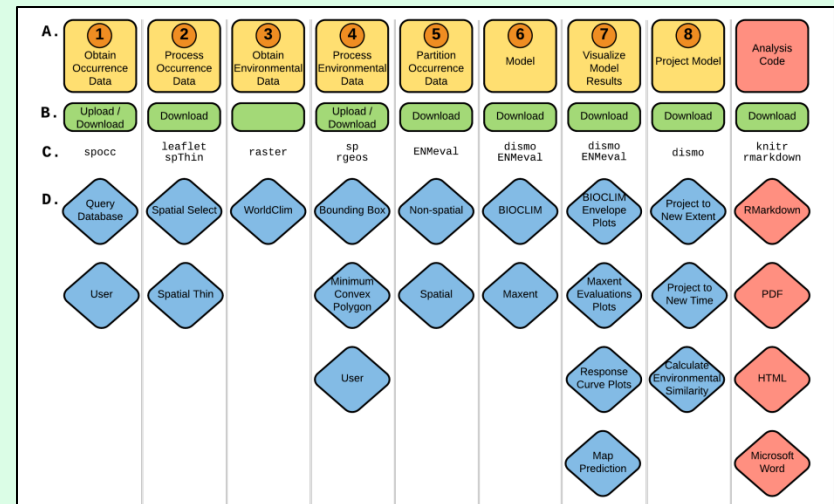 A.
1
Obtain
Occurrence
Data
2
Process
Occurrence
Data
3
Obtain
Environmental
Data
4
Process
Environmental
Data
5
Partition
Occurrence
Data
6
Model
7
Visualize
Model
Results
8
Project Model
Analysis
Code
B.
Upload /
Download
Download
Upload /
Download
Download
Download
Download
Download
Download
C.
spocc
leaflet
spThin
raster
sp
rgeos
ENMeval
dismo
ENMeval
dismo
ENMeval
dismo
knitr
rmarkdown
D.
Query
Database
Spatial Select
WorldClim
Bounding Box
Non-spatial
BIOCLIM
BIOCLIM
Envelope
Plots
Project to
New Extent
RMarkdown
User
Spatial Thin
Minimum
Convex
Polygon
Spatial
Maxent
Maxent
Evaluations
Plots
Project to
New Time
PDF
User
Response
Curve Plots
Calculate
Environmental
Similarity
HTML
Map
Prediction
Microsoft
Word